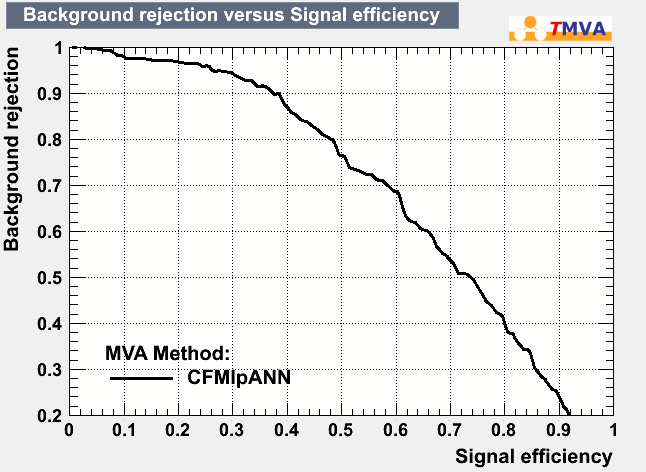 Background rejection versus Signal efficiency
TMVA
Background rejection
1
0.9
0.8
0.7
0.6
0.5
0.4
0.3
0.2
MVA Method:
CFMlpANN
0 0.1 0.2 0.3 0.4 0.5 0.6 0.7 0.8 0.9 1
Signal efficiency